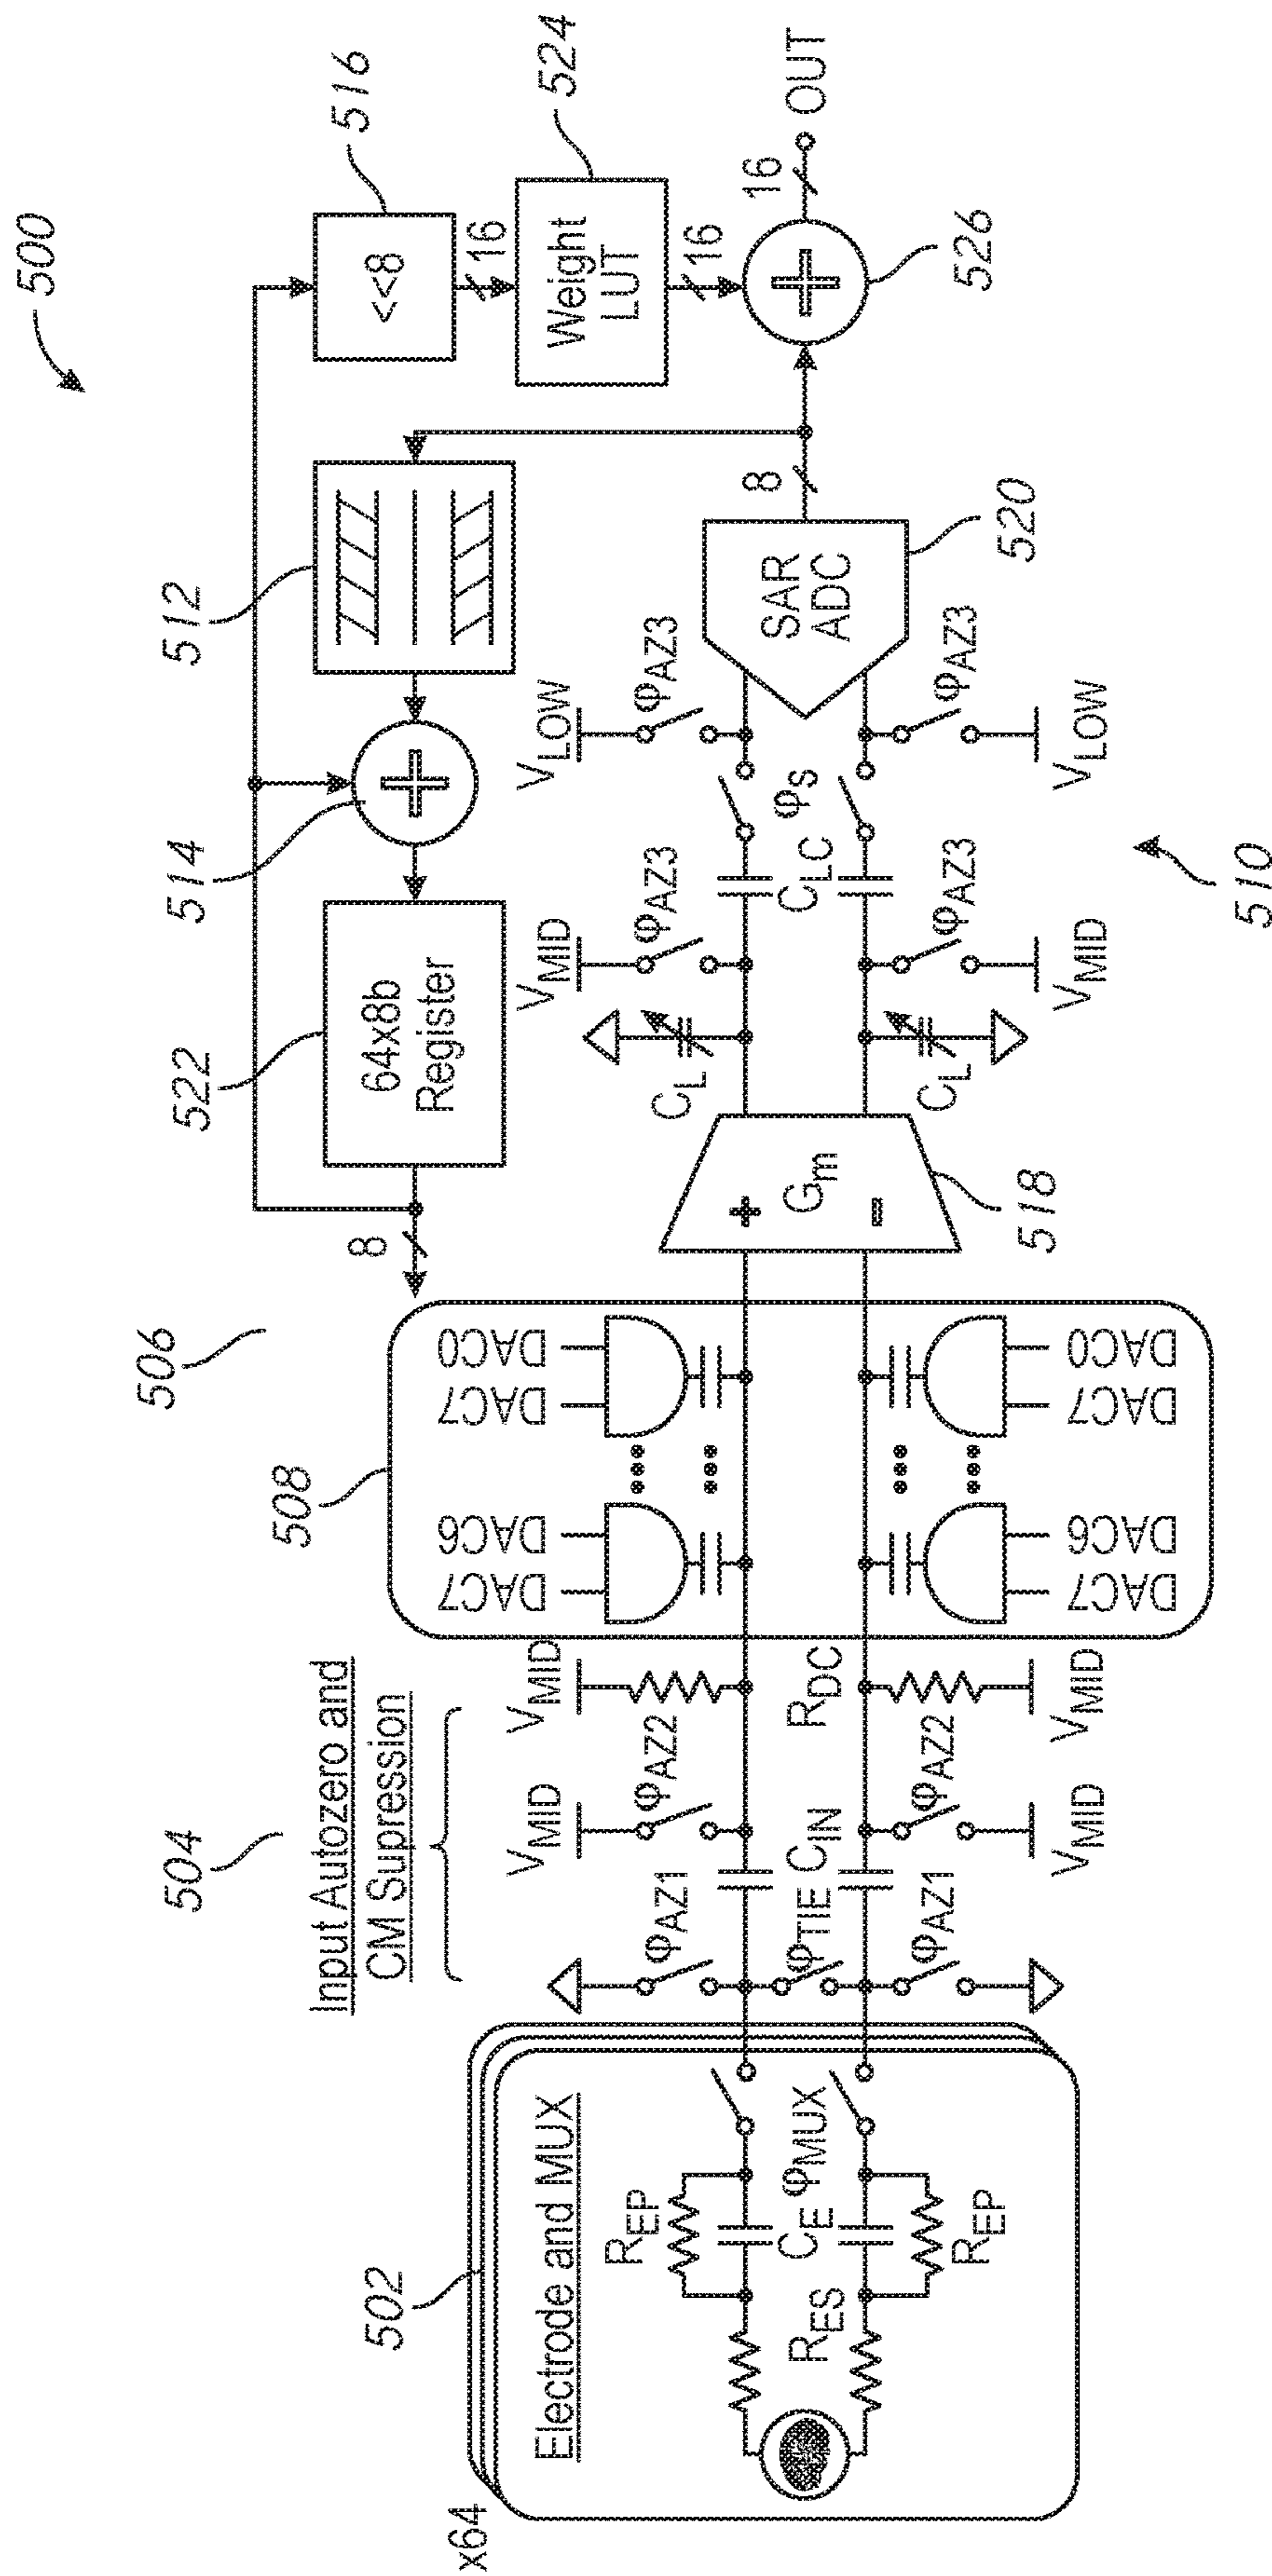 500
516
<<8
16
524
Weight
LUT
16
16
OUT
526
512
514
522
64x8b
Register
8
8
SAR
ADC
520
506
508
DAC7
DAC6
DAC7
DAC0
DAC7
DAC6
DAC7
DAC0
504
Input Autozero and
CM Supression
φAZ1
VMID
φAZ2
VMID
φTIE
CIN
RDC
φAZ1
φAZ2
VMID
VMID
+
Gm
−
518
CL
CL
VMID
φAZ3
VLOW
φAZ3
CLC
φS
φAZ3
VMID
φAZ3
VLOW
510
502
x64
Electrode and MUX
REP
RES
CE
φMUX
REP